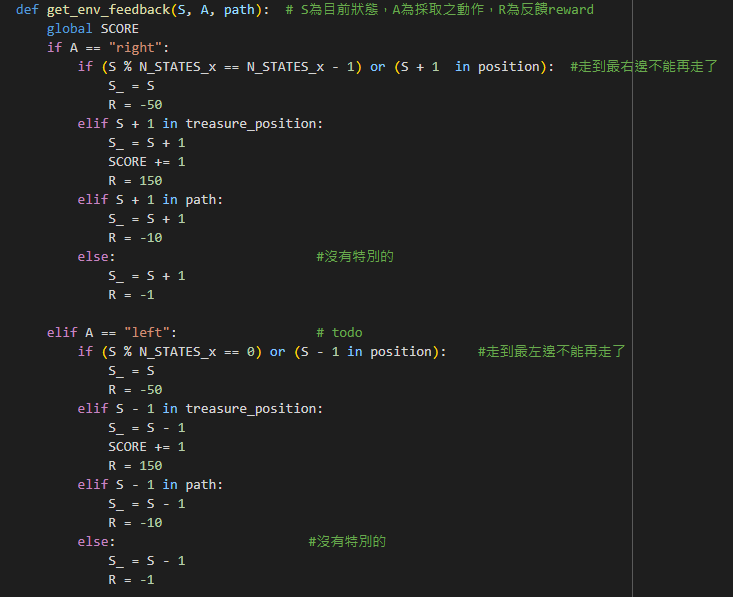 def get_env_feedback(S, A, path):  # S為目前狀態，A為採取之動作，R為反饋reward
    global SCORE
    if A == "right":
        if (S % N_STATES_x == N_STATES_x - 1) or (S + 1  in position):  #走到最右邊不能再走了
            S_ = S
            R = -50
        elif S + 1 in treasure_position:
            S_ = S + 1
            SCORE += 1
            R = 150
        elif S + 1 in path:
            S_ = S + 1
            R = -10
        else:                         #沒有特別的
            S_ = S + 1
            R = -1
    elif A == "left":                 # todo
        if (S % N_STATES_x == 0) or (S - 1 in position):    #走到最左邊不能再走了
            S_ = S
            R = -50
        elif S - 1 in treasure_position:
            S_ = S - 1
            SCORE += 1
            R = 150
        elif S - 1 in path:
            S_ = S - 1
            R = -10
        else:                        #沒有特別的
            S_ = S - 1
            R = -1